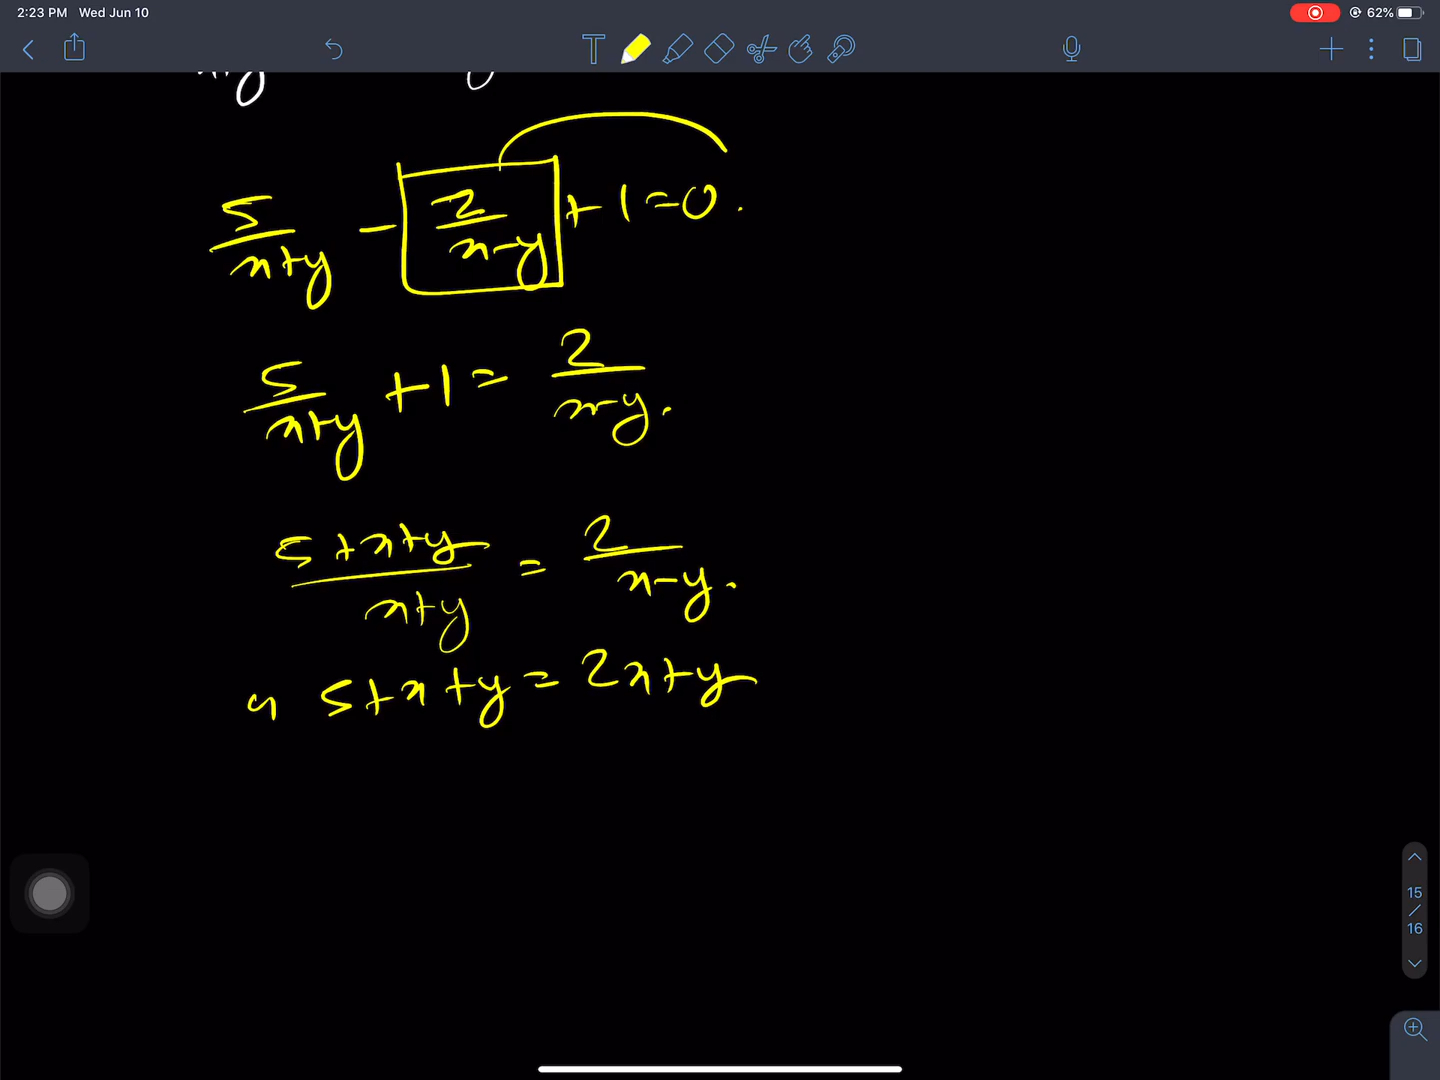 2:23 PM Wed Jun 10
62%
T
5/(x+y) - 2/(x-y) + 1 = 0.
5/(x+y) + 1 = 2/(x-y).
(5+x+y)/(x+y) = 2/(x-y).
5+x+y = 2x+y
15
/
16